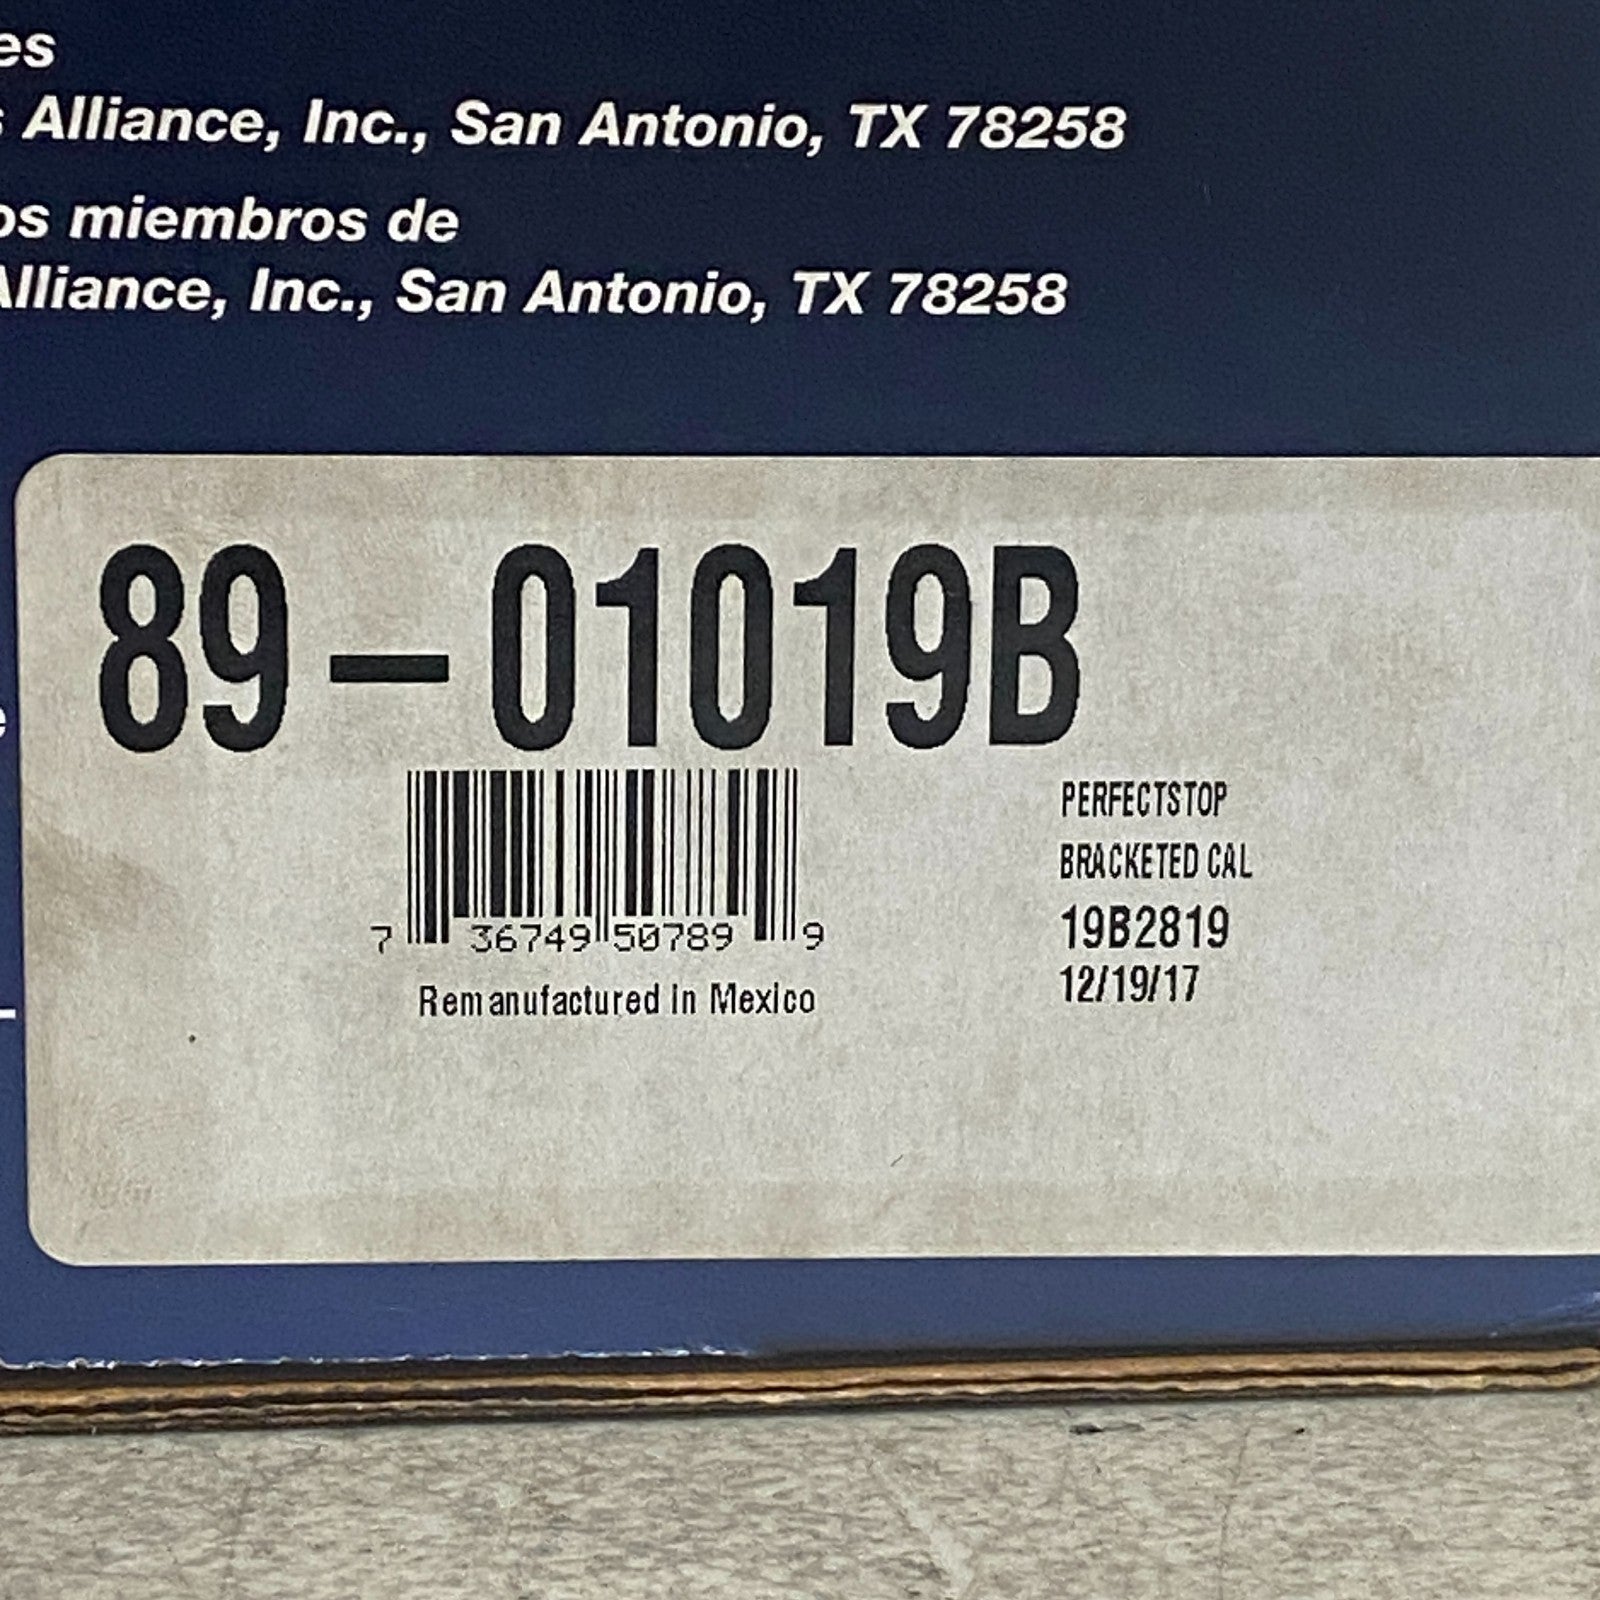 es
s Alliance, Inc., San Antonio, TX 78258
os miembros de
Alliance, Inc., San Antonio, TX 78258
e
89-01019B
7 36749 50789 9
Remanufactured in Mexico
PERFECTSTOP
BRACKETED CAL
19B2819
12/19/17